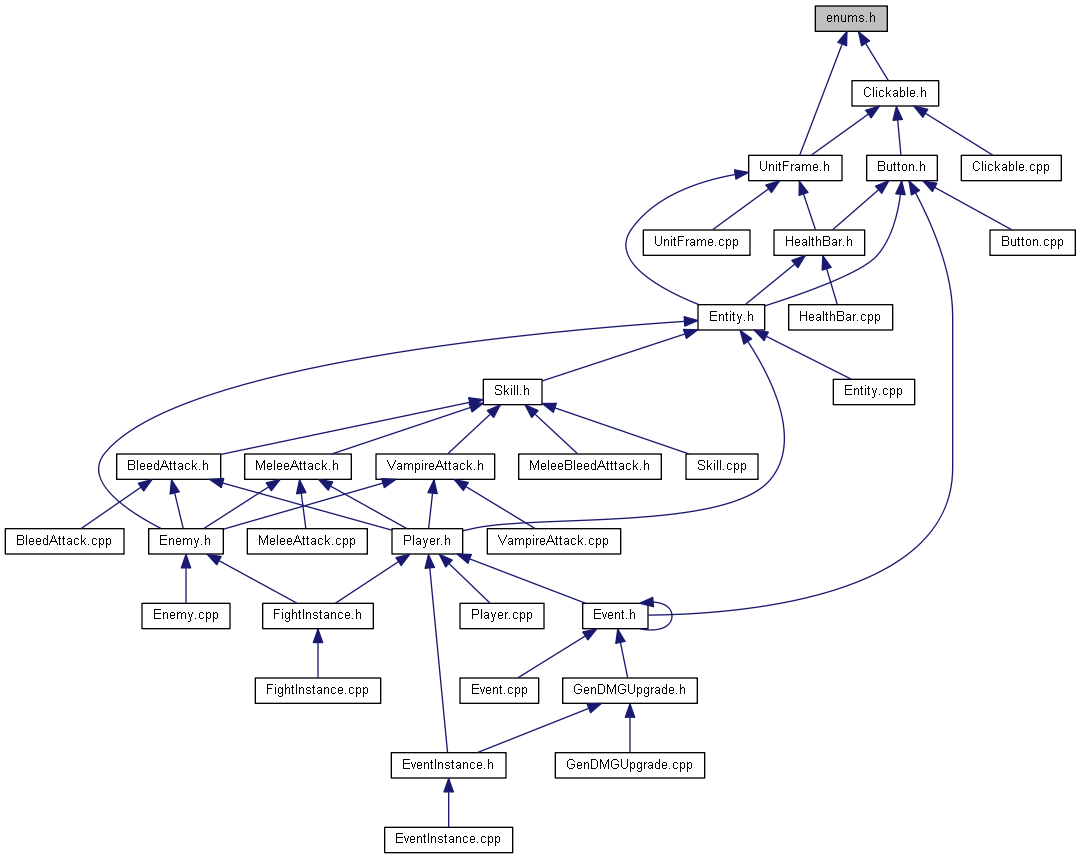 enums.h
Clickable.h
UnitFrame.h
Button.h
Clickable.cpp
UnitFrame.cpp
HealthBar.h
Button.cpp
Entity.h
HealthBar.cpp
Skill.h
Entity.cpp
BleedAttack.h
MeleeAttack.h
VampireAttack.h
MeleeBleedAtttack.h
Skill.cpp
BleedAttack.cpp
Enemy.h
MeleeAttack.cpp
Player.h
VampireAttack.cpp
Enemy.cpp
FightInstance.h
Player.cpp
Event.h
FightInstance.cpp
Event.cpp
GenDMGUpgrade.h
EventInstance.h
GenDMGUpgrade.cpp
EventInstance.cpp